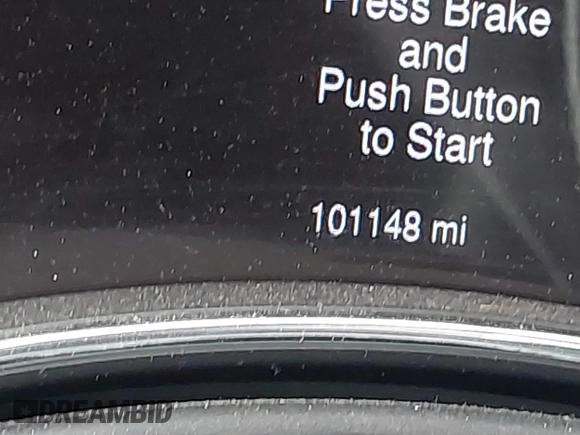 Press Brake
and
Push Button
to Start
101148 mi
DREAMBID